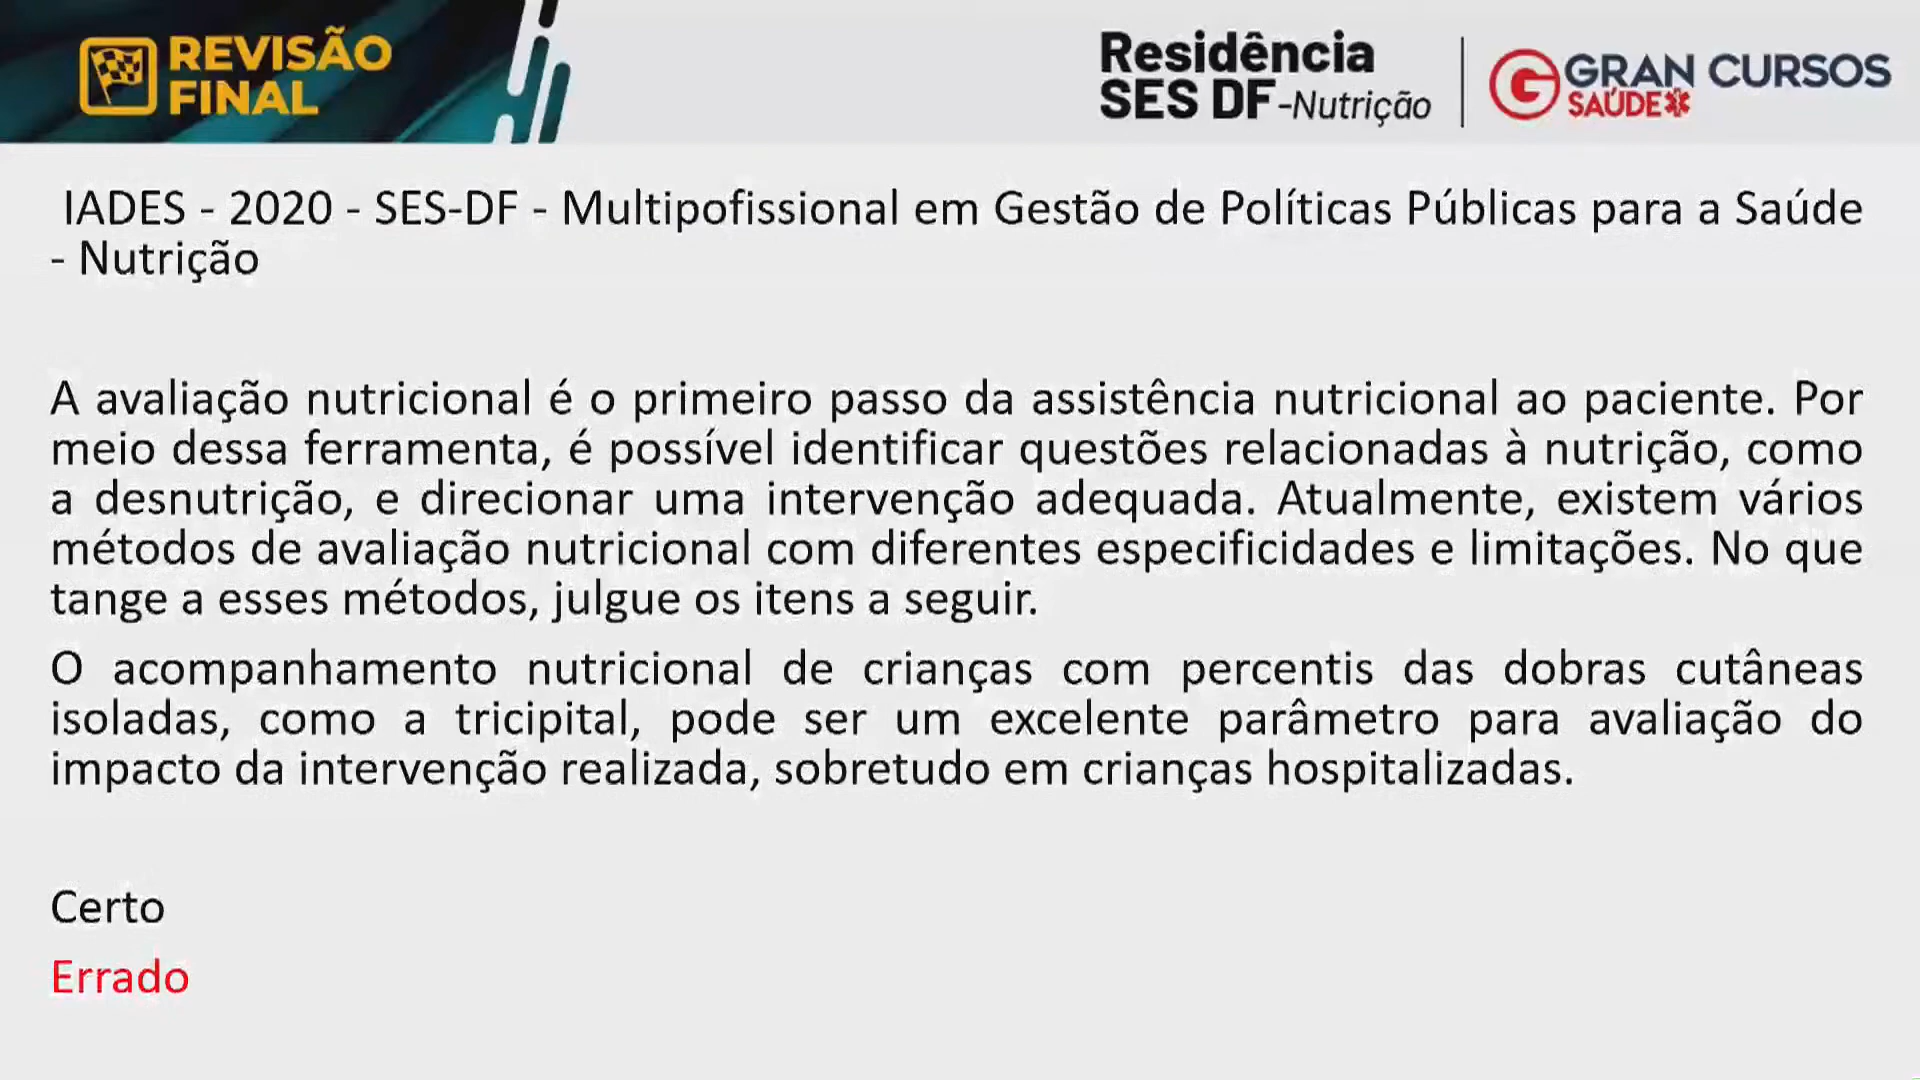 REVISÃO
FINAL
Residência
SES DF-Nutrição
GRAN CURSOS
SAÚDE
IADES - 2020 - SES-DF - Multipofissional em Gestão de Políticas Públicas para a Saúde
- Nutrição
A avaliação nutricional é o primeiro passo da assistência nutricional ao paciente. Por
meio dessa ferramenta, é possível identificar questões relacionadas à nutrição, como
a desnutrição, e direcionar uma intervenção adequada. Atualmente, existem vários
métodos de avaliação nutricional com diferentes especificidades e limitações. No que
tange a esses métodos, julgue os itens a seguir.
O acompanhamento nutricional de crianças com percentis das dobras cutâneas
isoladas, como a tricipital, pode ser um excelente parâmetro para avaliação do
impacto da intervenção realizada, sobretudo em crianças hospitalizadas.
Certo
Errado